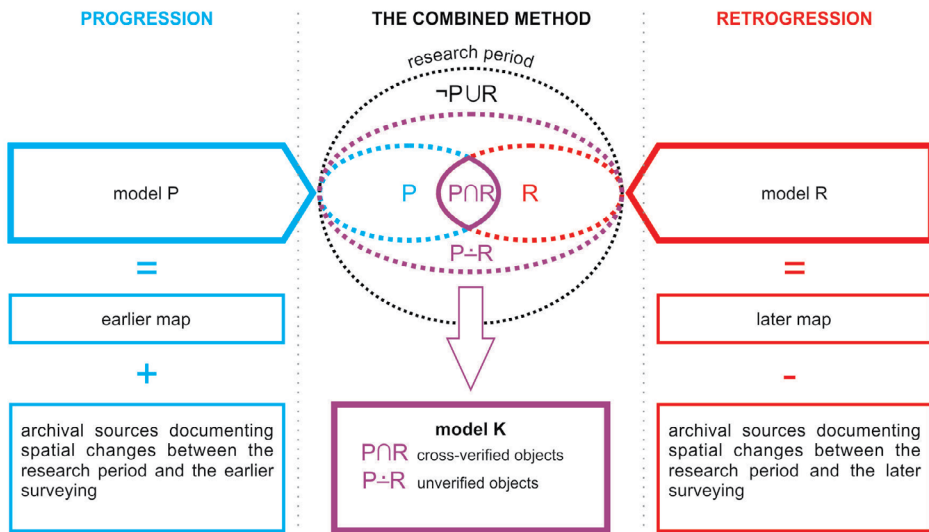 PROGRESSION
THE COMBINED METHOD
RETROGRESSION
research period
¬P∪R
model P
P
P∩R
R
model R
P∸R
=
=
earlier map
later map
+
-
archival sources documenting
spatial changes between the
research period and the earlier
surveying
model K
P∩R cross-verified objects
P∸R unverified objects
archival sources documenting
spatial changes between the
research period and the later
surveying